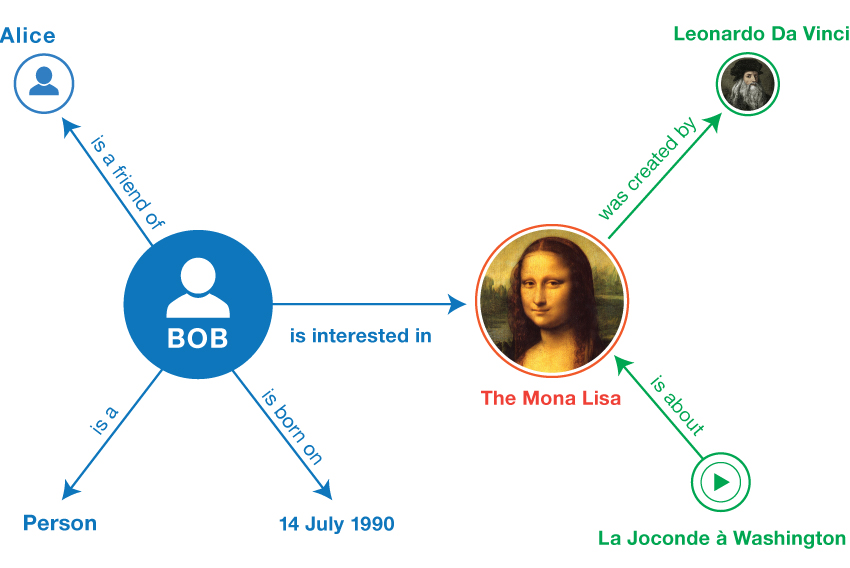 Alice
Leonardo Da Vinci
is a friend of
was created by
BOB
is interested in
The Mona Lisa
is a
is born on
is about
Person
14 July 1990
La Joconde à Washington